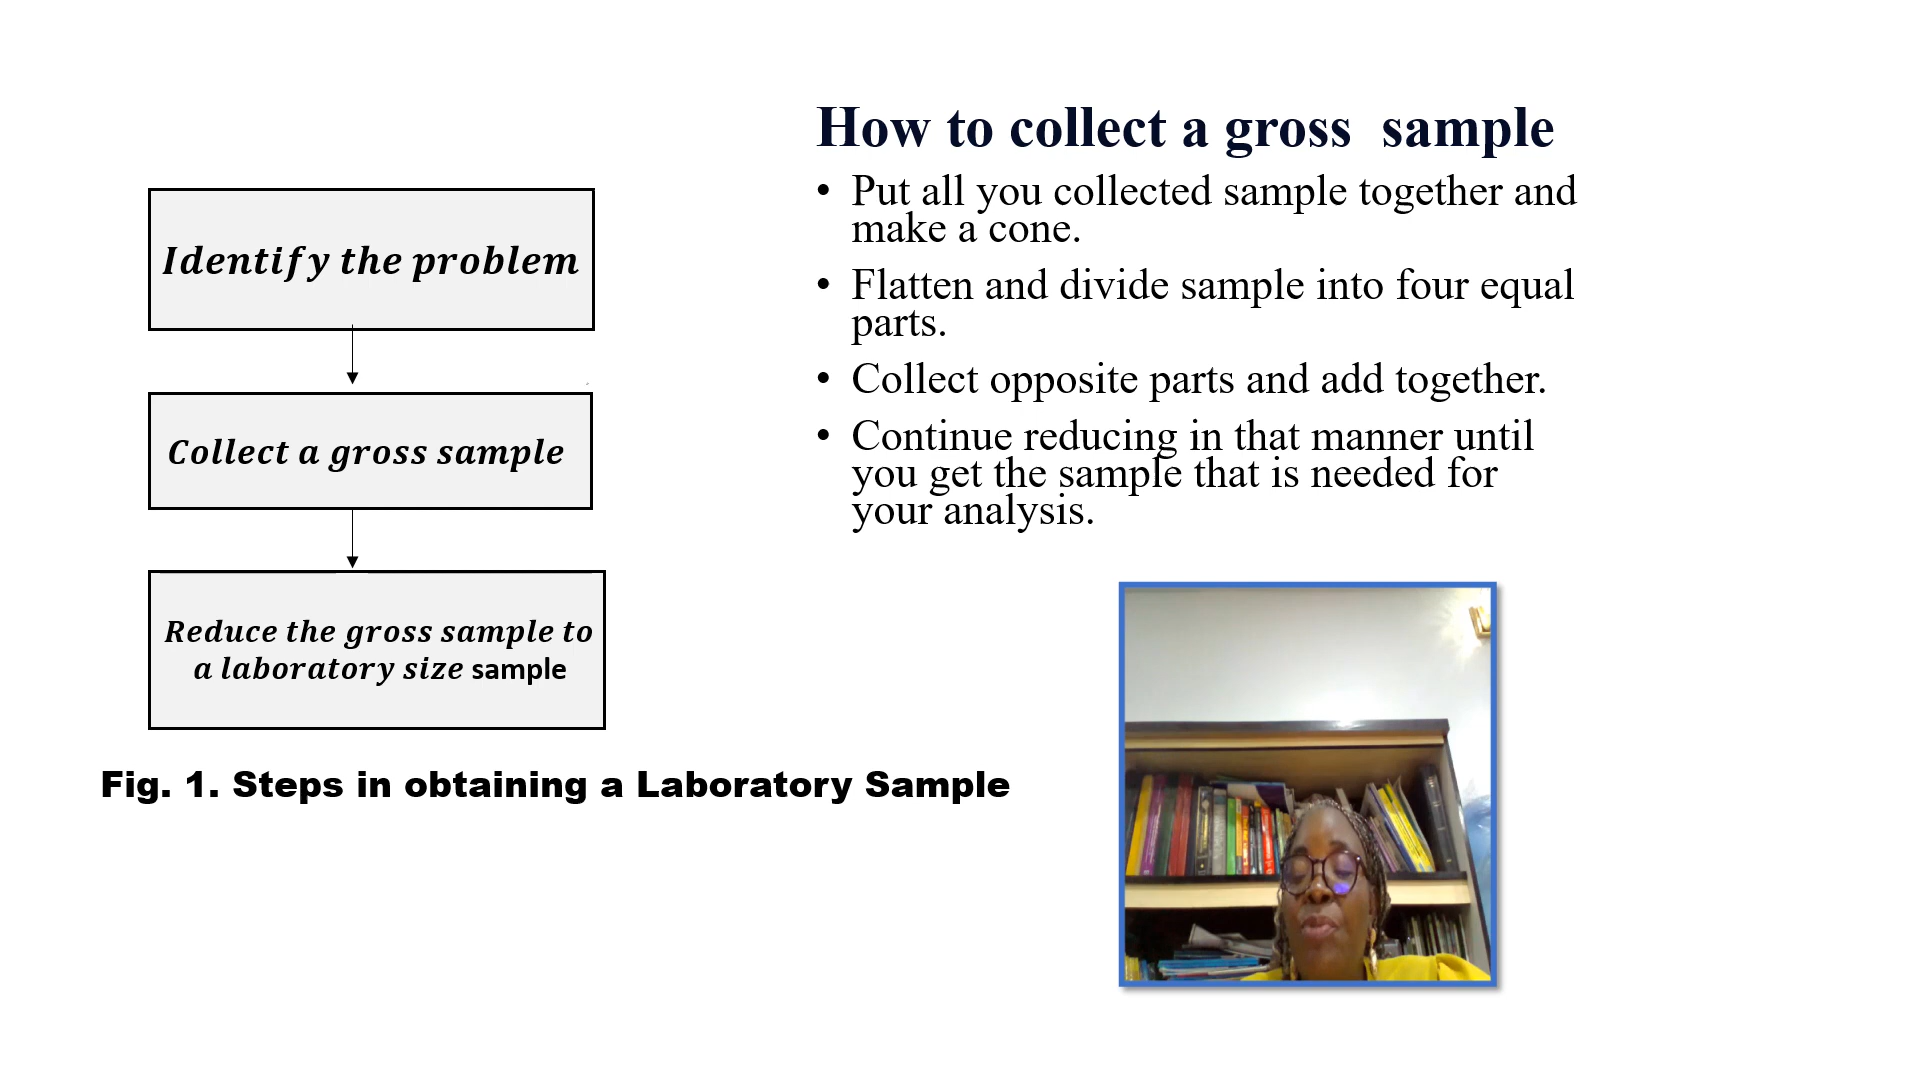 How to collect a gross  sample
• Put all you collected sample together and
make a cone.
• Flatten and divide sample into four equal
parts.
• Collect opposite parts and add together.
• Continue reducing in that manner until
you get the sample that is needed for
your analysis.
Identify the problem
Collect a gross sample
Reduce the gross sample to
a laboratory size sample
Fig. 1. Steps in obtaining a Laboratory Sample